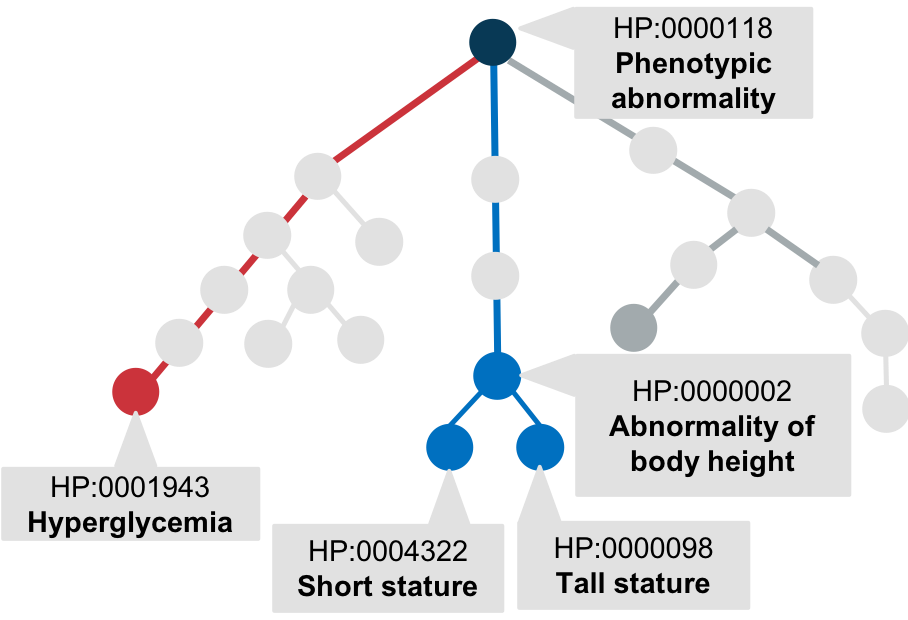 HP:0000118
Phenotypic
abnormality
HP:0000002
Abnormality of
body height
HP:0001943
Hyperglycemia
HP:0004322
Short stature
HP:0000098
Tall stature